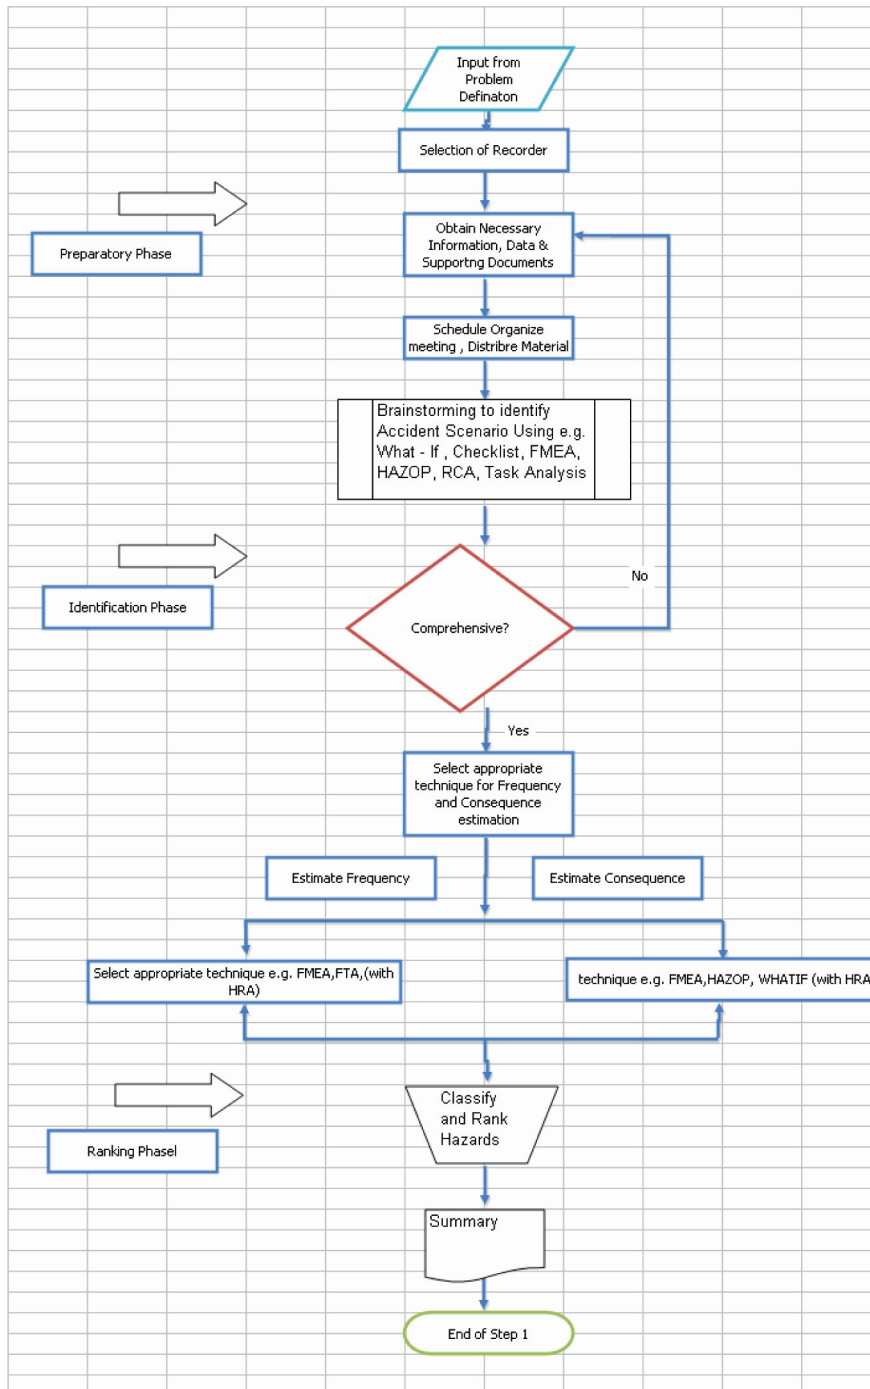 Input from
Problem
Definaton
Selection of Recorder
Preparatory Phase
Obtain Necessary
Information, Data &
Supportng Documents
Schedule Organize
meeting , Distribre Material
Brainstorming to identify
Accident Scenario Using e.g.
What - If , Checklist, FMEA,
HAZOP, RCA, Task Analysis
Identification Phase
Comprehensive?
No
Yes
Select appropriate
technique for Frequency
and Consequence
estimation
Estimate Frequency
Estimate Consequence
Select appropriate technique e.g. FMEA,FTA,(with
HRA)
technique e.g. FMEA,HAZOP, WHATIF (with HRA
Ranking Phasel
Classify
and Rank
Hazards
Summary
End of Step 1